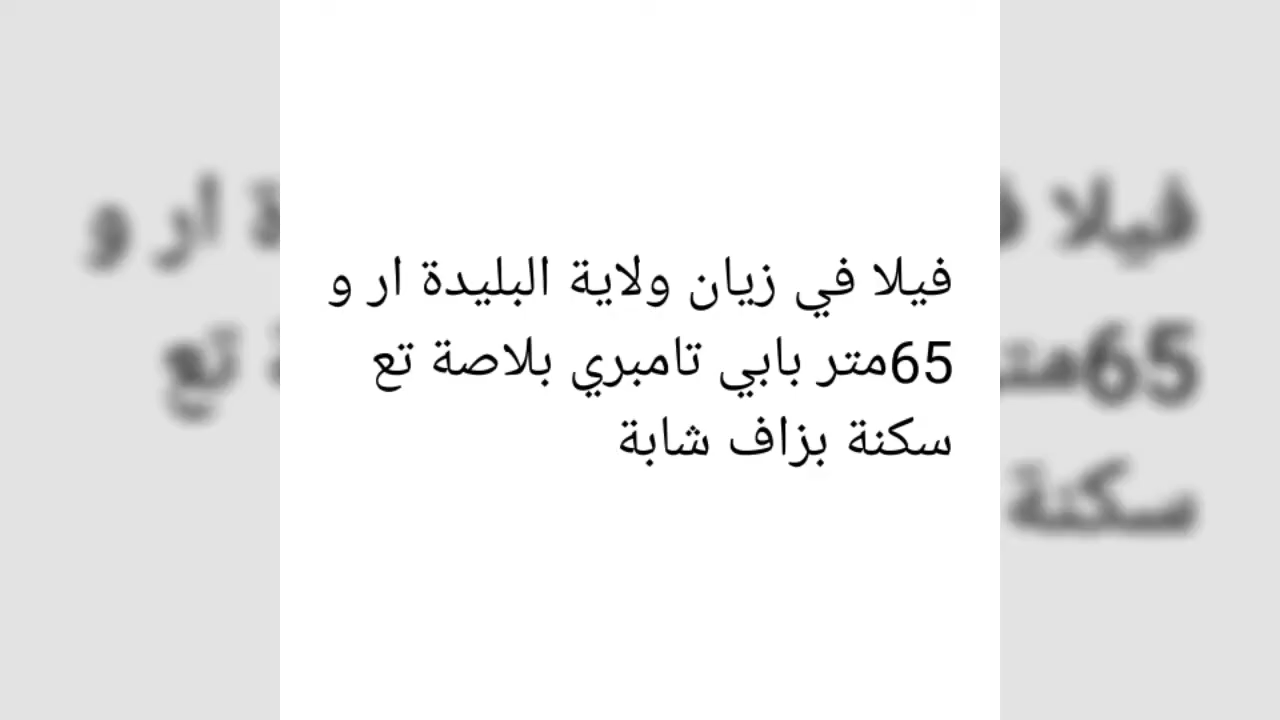 فيلا في زيان ولاية البليدة ار و
65متر بابي تامبري بلاصة تع
سكنة بزاف شابة